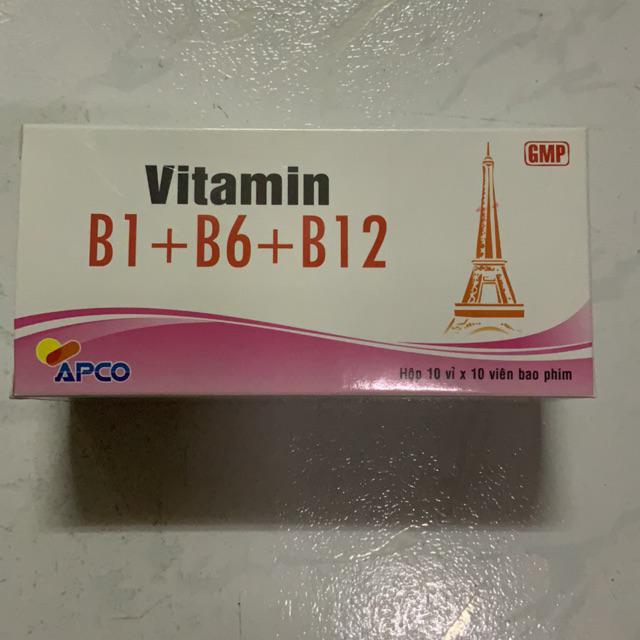 GMP
Vitamin
B1+B6+B12
APCO
Hộp 10 vỉ x 10 viên bao phim